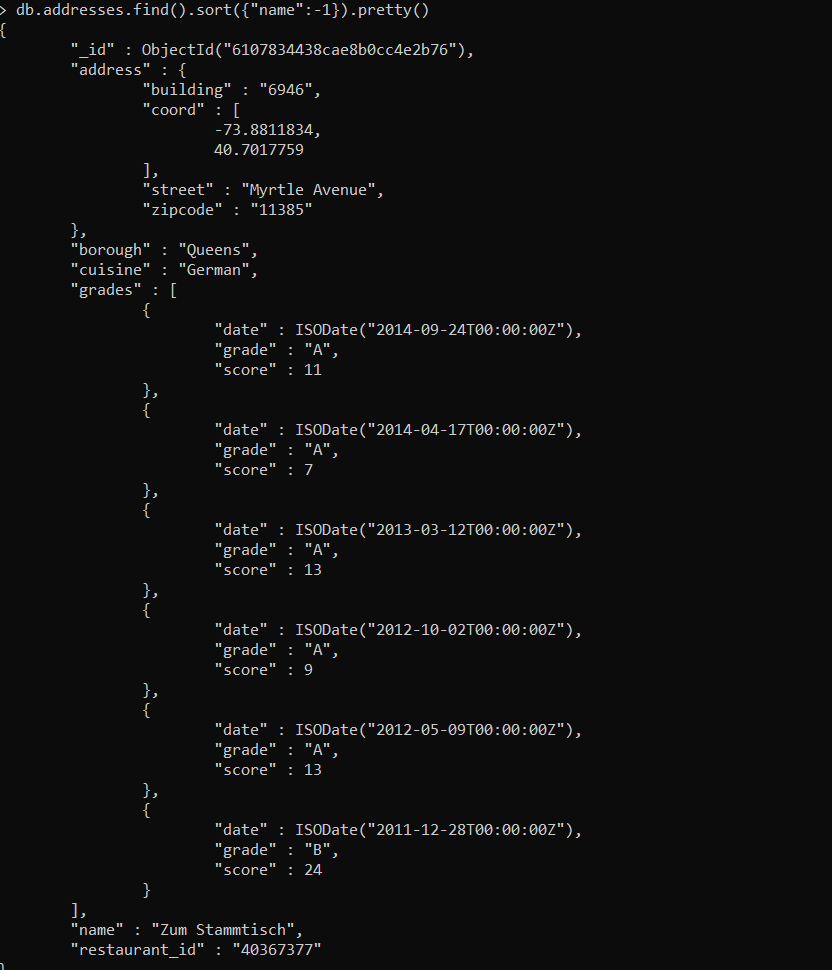 > db.addresses.find().sort({"name":-1}).pretty()
{
        "_id" : ObjectId("6107834438cae8b0cc4e2b76"),
        "address" : {
                "building" : "6946",
                "coord" : [
                        -73.8811834,
                        40.7017759
                ],
                "street" : "Myrtle Avenue",
                "zipcode" : "11385"
        },
        "borough" : "Queens",
        "cuisine" : "German",
        "grades" : [
                {
                        "date" : ISODate("2014-09-24T00:00:00Z"),
                        "grade" : "A",
                        "score" : 11
                },
                {
                        "date" : ISODate("2014-04-17T00:00:00Z"),
                        "grade" : "A",
                        "score" : 7
                },
                {
                        "date" : ISODate("2013-03-12T00:00:00Z"),
                        "grade" : "A",
                        "score" : 13
                },
                {
                        "date" : ISODate("2012-10-02T00:00:00Z"),
                        "grade" : "A",
                        "score" : 9
                },
                {
                        "date" : ISODate("2012-05-09T00:00:00Z"),
                        "grade" : "A",
                        "score" : 13
                },
                {
                        "date" : ISODate("2011-12-28T00:00:00Z"),
                        "grade" : "B",
                        "score" : 24
                }
        ],
        "name" : "Zum Stammtisch",
        "restaurant_id" : "40367377"
}